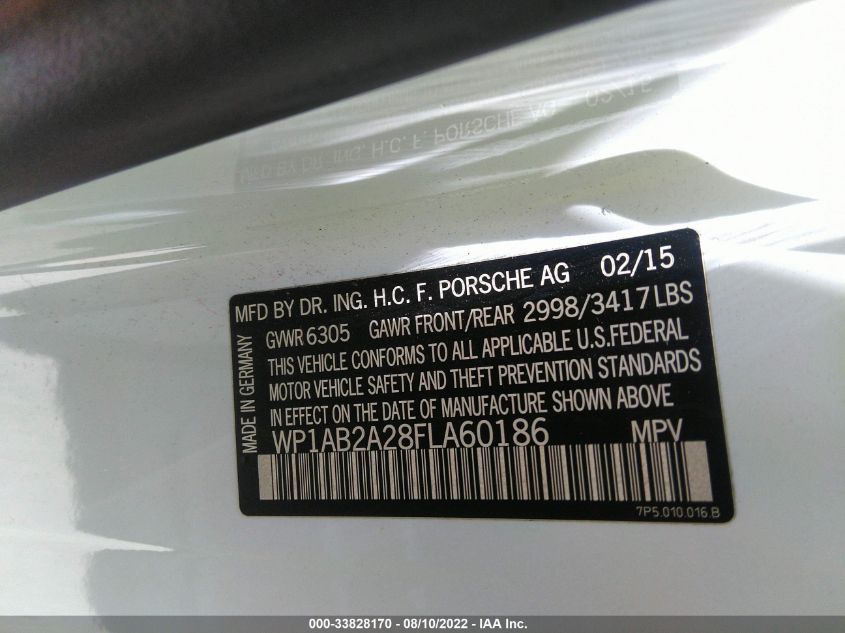 MFD BY DR. ING. H.C. F. PORSCHE AG 02/15
GVWR 6305 GAWR FRONT/REAR 2998/3417 LBS
THIS VEHICLE CONFORMS TO ALL APPLICABLE U.S.FEDERAL
MOTOR VEHICLE SAFETY AND THEFT PREVENTION STANDARDS
IN EFFECT ON THE DATE OF MANUFACTURE SHOWN ABOVE
MADE IN GERMANY
WP1AB2A28FLA60186 MPV
7P5.010.016.B
000-33828170 - 08/10/2022 - IAA Inc.